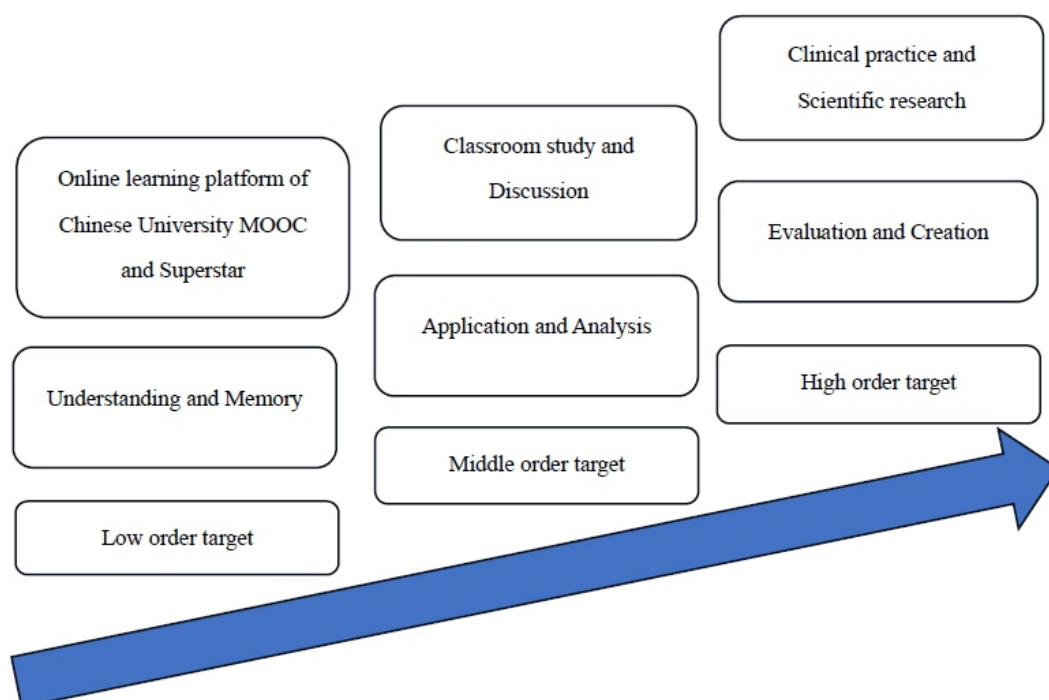 Online learning platform of
Chinese University MOOC
and Superstar
Understanding and Memory
Low order target
Classroom study and
Discussion
Application and Analysis
Middle order target
Clinical practice and
Scientific research
Evaluation and Creation
High order target